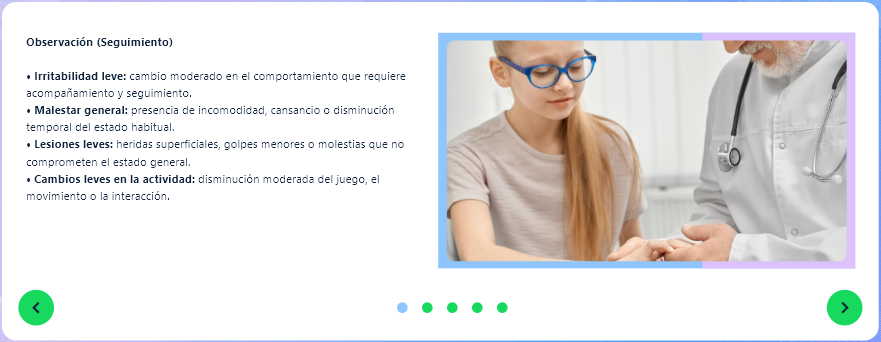 Observación (Seguimiento)
• Irritabilidad leve: cambio moderado en el comportamiento que requiere
acompañamiento y seguimiento.
• Malestar general: presencia de incomodidad, cansancio o disminución
temporal del estado habitual.
• Lesiones leves: heridas superficiales, golpes menores o molestias que no
comprometen el estado general.
• Cambios leves en la actividad: disminución moderada del juego, el
movimiento o la interacción.